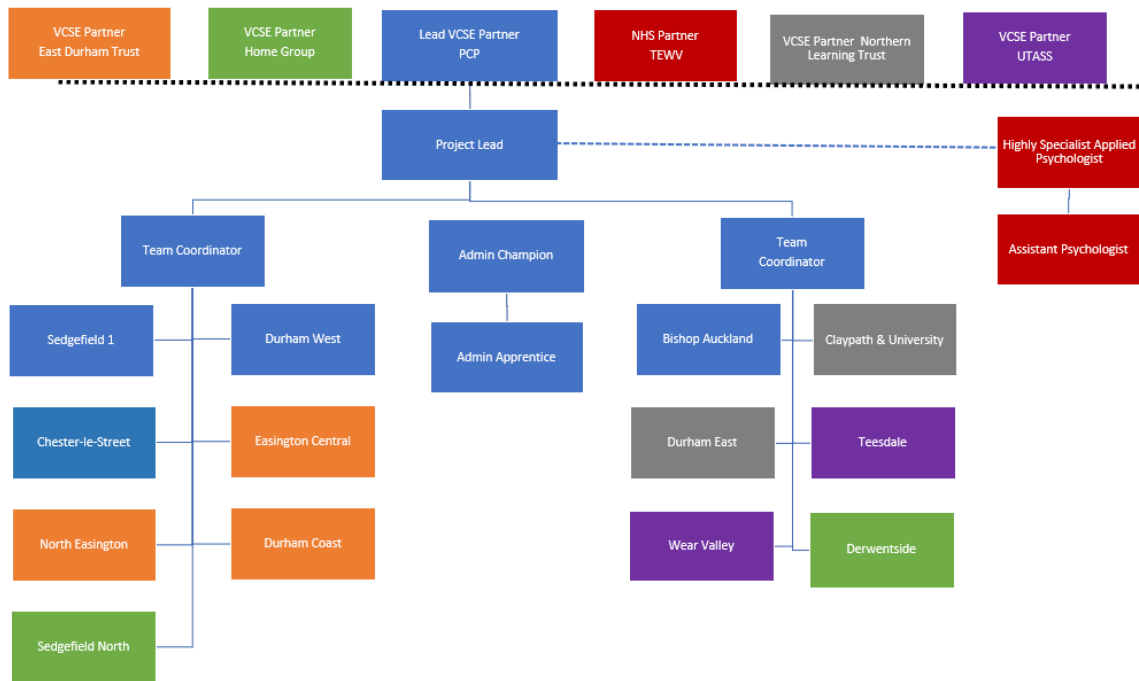 VCSE Partner
East Durham Trust
VCSE Partner
Home Group
Lead VCSE Partner
PCP
NHS Partner
TEWV
VCSE Partner Northern
Learning Trust
VCSE Partner
UTASS
Project Lead
Highly Specialist Applied
Psychologist
Team Coordinator
Admin Champion
Team
Coordinator
Assistant Psychologist
Sedgefield 1
Durham West
Admin Apprentice
Bishop Auckland
Claypath & University
Chester-le-Street
Easington Central
Durham East
Teesdale
North Easington
Durham Coast
Wear Valley
Derwentside
Sedgefield North